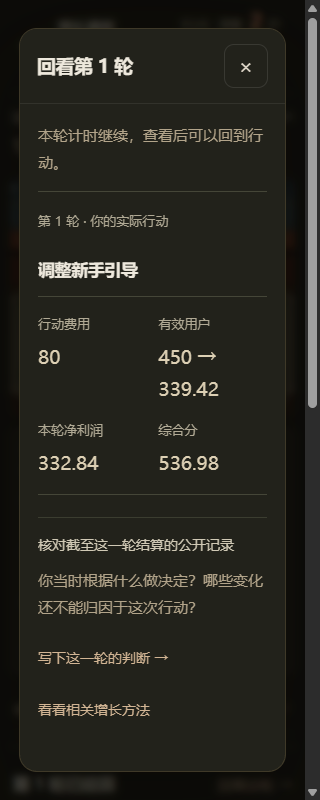 回看第 1 轮
×
本轮计时继续，查看后可以回到行
动。
第 1 轮 · 你的实际行动
调整新手引导
行动费用
有效用户
80
450 →
339.42
本轮净利润
综合分
332.84
536.98
核对截至这一轮结算的公开记录
你当时根据什么做决定？哪些变化
还不能归因于这次行动？
写下这一轮的判断 →
看看相关增长方法